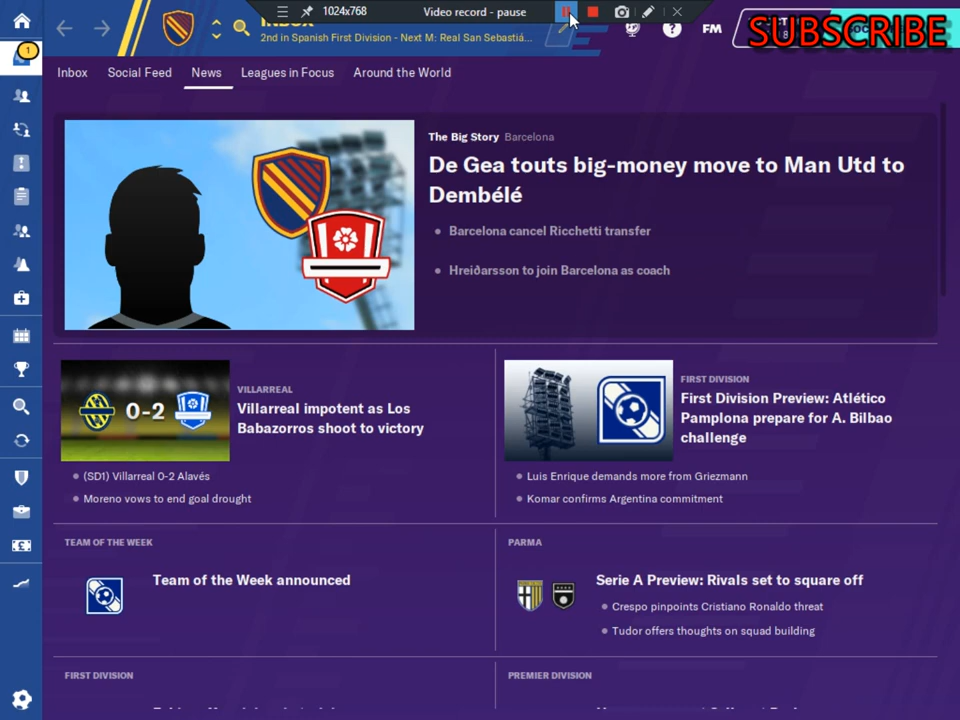 1024x768
Video record - pause
2nd in Spanish First Division - Next M: Real San Sebastiá...
FM
SUBSCRIBE
1
Inbox
Social Feed
News
Leagues in Focus
Around the World
The Big Story Barcelona
De Gea touts big-money move to Man Utd to
Dembélé
Barcelona cancel Ricchetti transfer
Hreiðarsson to join Barcelona as coach
0-2
VILLARREAL
Villarreal impotent as Los
Babazorros shoot to victory
(SD1) Villarreal 0-2 Alavés
Moreno vows to end goal drought
FIRST DIVISION
First Division Preview: Atlético
Pamplona prepare for A. Bilbao
challenge
Luis Enrique demands more from Griezmann
Komar confirms Argentina commitment
TEAM OF THE WEEK
Team of the Week announced
PARMA
Serie A Preview: Rivals set to square off
Crespo pinpoints Cristiano Ronaldo threat
Tudor offers thoughts on squad building
FIRST DIVISION
PREMIER DIVISION